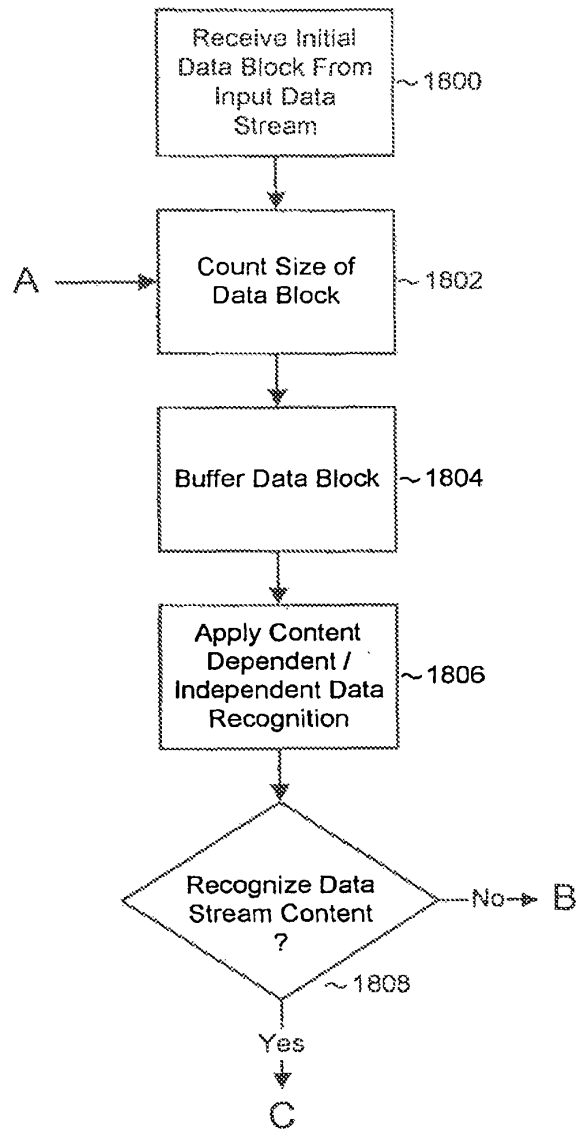 Receive Initial
Data Block From
Input Data
Stream
~1800
A
Count Size of
Data Block
~1802
Buffer Data Block
~1804
Apply Content
Dependent /
Independent Data
Recognition
~1806
Recognize Data
Stream Content
?
No
B
~1808
Yes
C